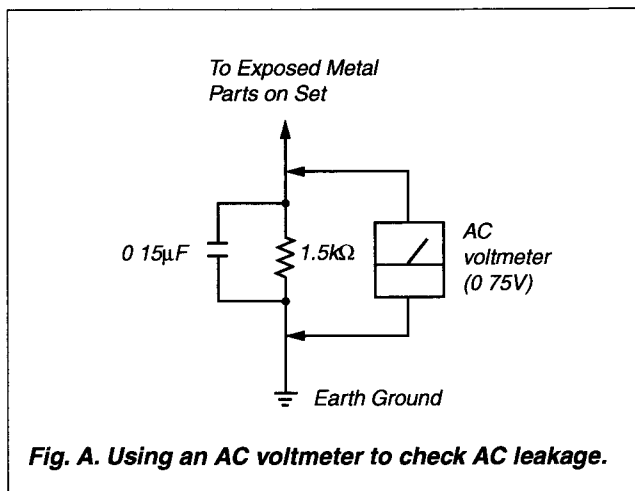 To Exposed Metal
Parts on Set
0 15μF
1.5kΩ
AC
voltmeter
(0 75V)
Earth Ground
Fig. A. Using an AC voltmeter to check AC leakage.